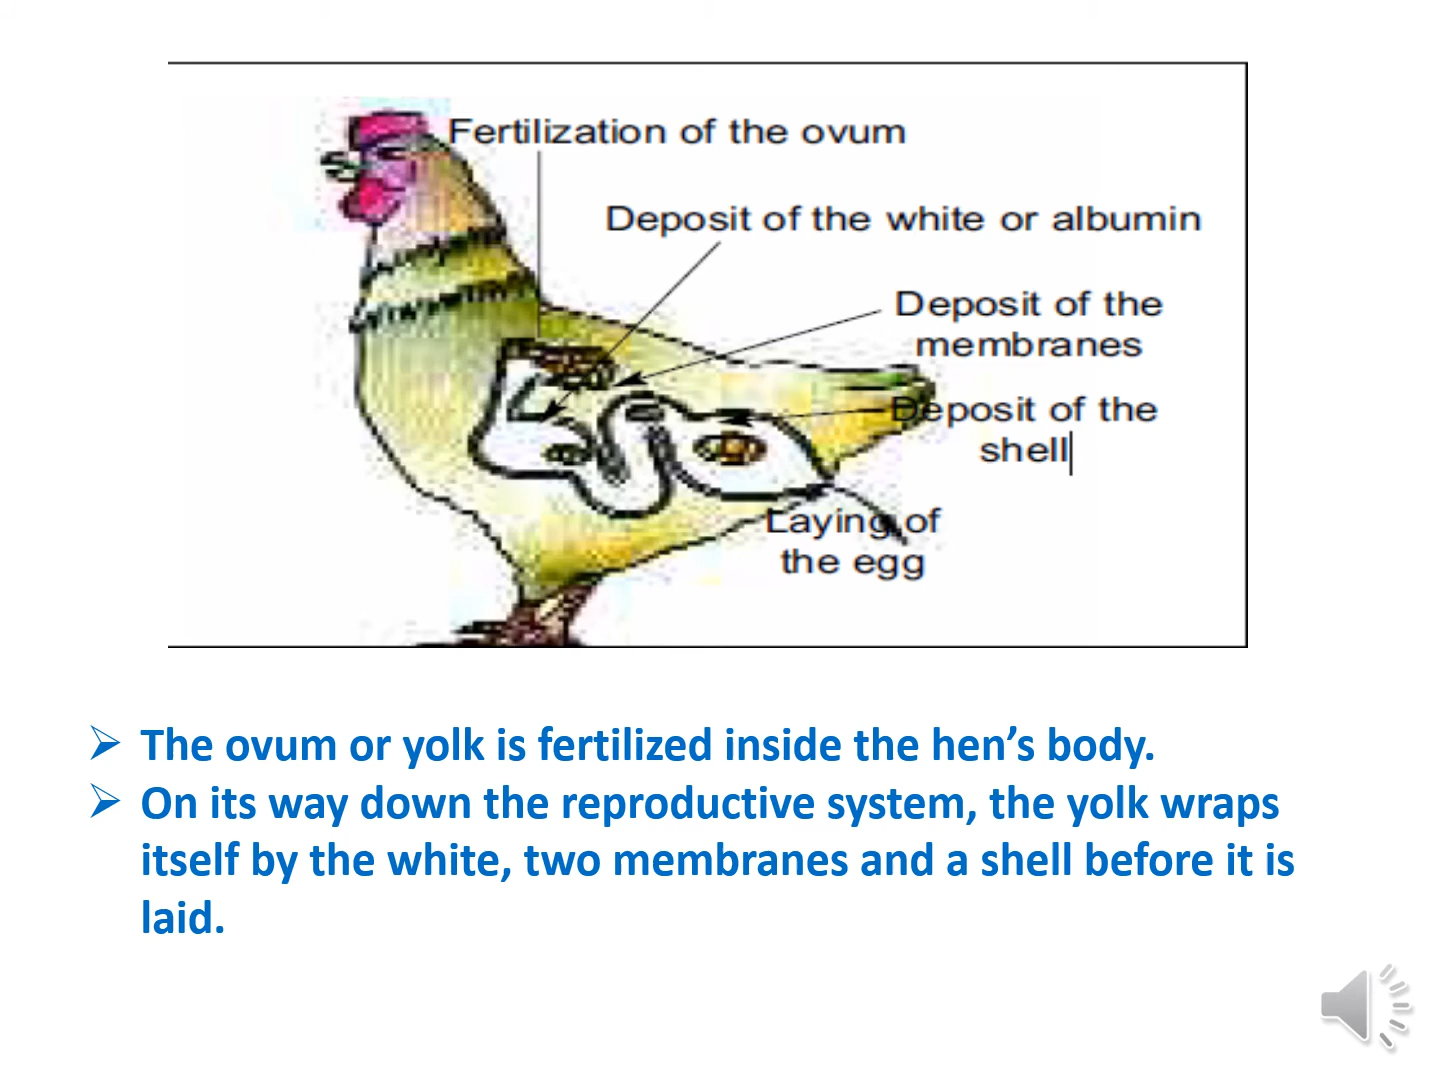 Fertilization of the ovum
Deposit of the white or albumin
Deposit of the
membranes
Deposit of the
shell
Laying of
the egg
➢ The ovum or yolk is fertilized inside the hen’s body.
➢ On its way down the reproductive system, the yolk wraps
itself by the white, two membranes and a shell before it is
laid.